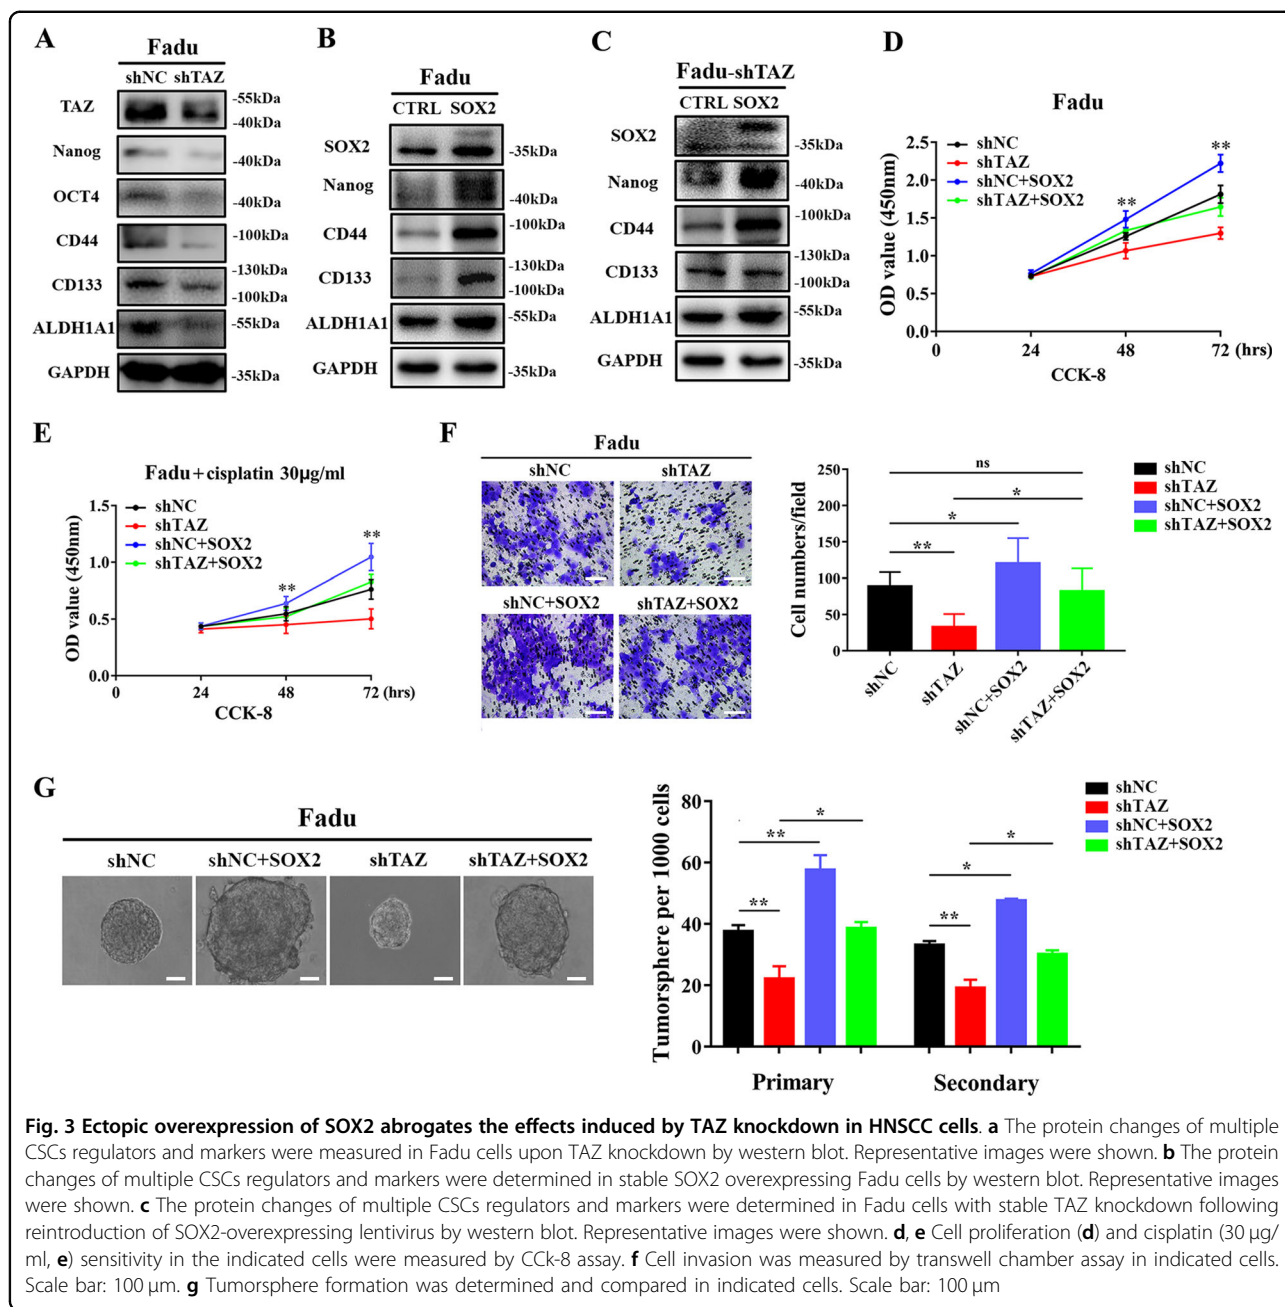 A
Fadu
shNC shTAZ
TAZ
-55kDa
-40kDa
Nanog
-40kDa
OCT4
-40kDa
CD44
-100kDa
CD133
-130kDa
-100kDa
ALDH1A1
-55kDa
GAPDH
-35kDa
B
Fadu
CTRL SOX2
SOX2
-35kDa
Nanog
-40kDa
CD44
-100kDa
CD133
-130kDa
-100kDa
ALDH1A1
-55kDa
GAPDH
-35kDa
C
Fadu-shTAZ
CTRL SOX2
SOX2
-35kDa
Nanog
-40kDa
CD44
-100kDa
CD133
-130kDa
-100kDa
ALDH1A1
-55kDa
GAPDH
-35kDa
D
Fadu
shNC
shTAZ
shNC+SOX2
shTAZ+SOX2
OD value (450nm)
2.5
2.0
1.5
1.0
0.5
0.0
**
**
0 24 48 72 (hrs)
CCK-8
E
Fadu+cisplatin 30μg/ml
shNC
shTAZ
shNC+SOX2
shTAZ+SOX2
OD value (450nm)
1.5
1.0
0.5
0.0
**
**
0 24 48 72 (hrs)
CCK-8
F
Fadu
shNC shTAZ
shNC+SOX2 shTAZ+SOX2
Cell numbers/field
250
200
150
100
50
0
ns
*
*
**
shNC shTAZ shNC+SOX2 shTAZ+SOX2
shNC
shTAZ
shNC+SOX2
shTAZ+SOX2
G
Fadu
shNC shNC+SOX2 shTAZ shTAZ+SOX2
Tumorsphere per 1000 cells
80
60
40
20
0
*
**
**
*
*
**
Primary Secondary
shNC
shTAZ
shNC+SOX2
shTAZ+SOX2
Fig. 3 Ectopic overexpression of SOX2 abrogates the effects induced by TAZ knockdown in HNSCC cells. a The protein changes of multiple
CSCs regulators and markers were measured in Fadu cells upon TAZ knockdown by western blot. Representative images were shown. b The protein
changes of multiple CSCs regulators and markers were determined in stable SOX2 overexpressing Fadu cells by western blot. Representative images
were shown. c The protein changes of multiple CSCs regulators and markers were determined in Fadu cells with stable TAZ knockdown following
reintroduction of SOX2-overexpressing lentivirus by western blot. Representative images were shown. d, e Cell proliferation (d) and cisplatin (30 μg/
ml, e) sensitivity in the indicated cells were measured by CCk-8 assay. f Cell invasion was measured by transwell chamber assay in indicated cells.
Scale bar: 100 μm. g Tumorsphere formation was determined and compared in indicated cells. Scale bar: 100 μm